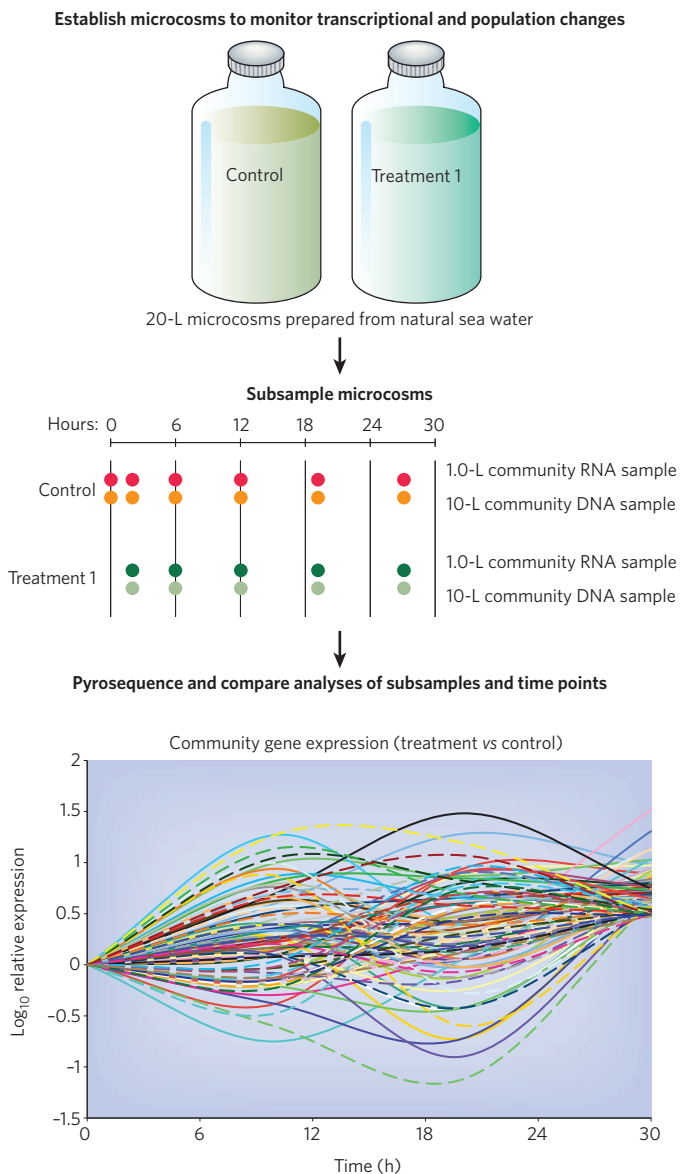 Establish microcosms to monitor transcriptional and population changes
Control
Treatment 1
20-L microcosms prepared from natural sea water
Subsample microcosms
Hours: 0 6 12 18 24 30
Control
1.0-L community RNA sample
10-L community DNA sample
Treatment 1
1.0-L community RNA sample
10-L community DNA sample
Pyrosequence and compare analyses of subsamples and time points
Community gene expression (treatment vs control)
Log₁₀ relative expression
2
1.5
1
0.5
0
–0.5
–1
–1.5
0 6 12 18 24 30
Time (h)